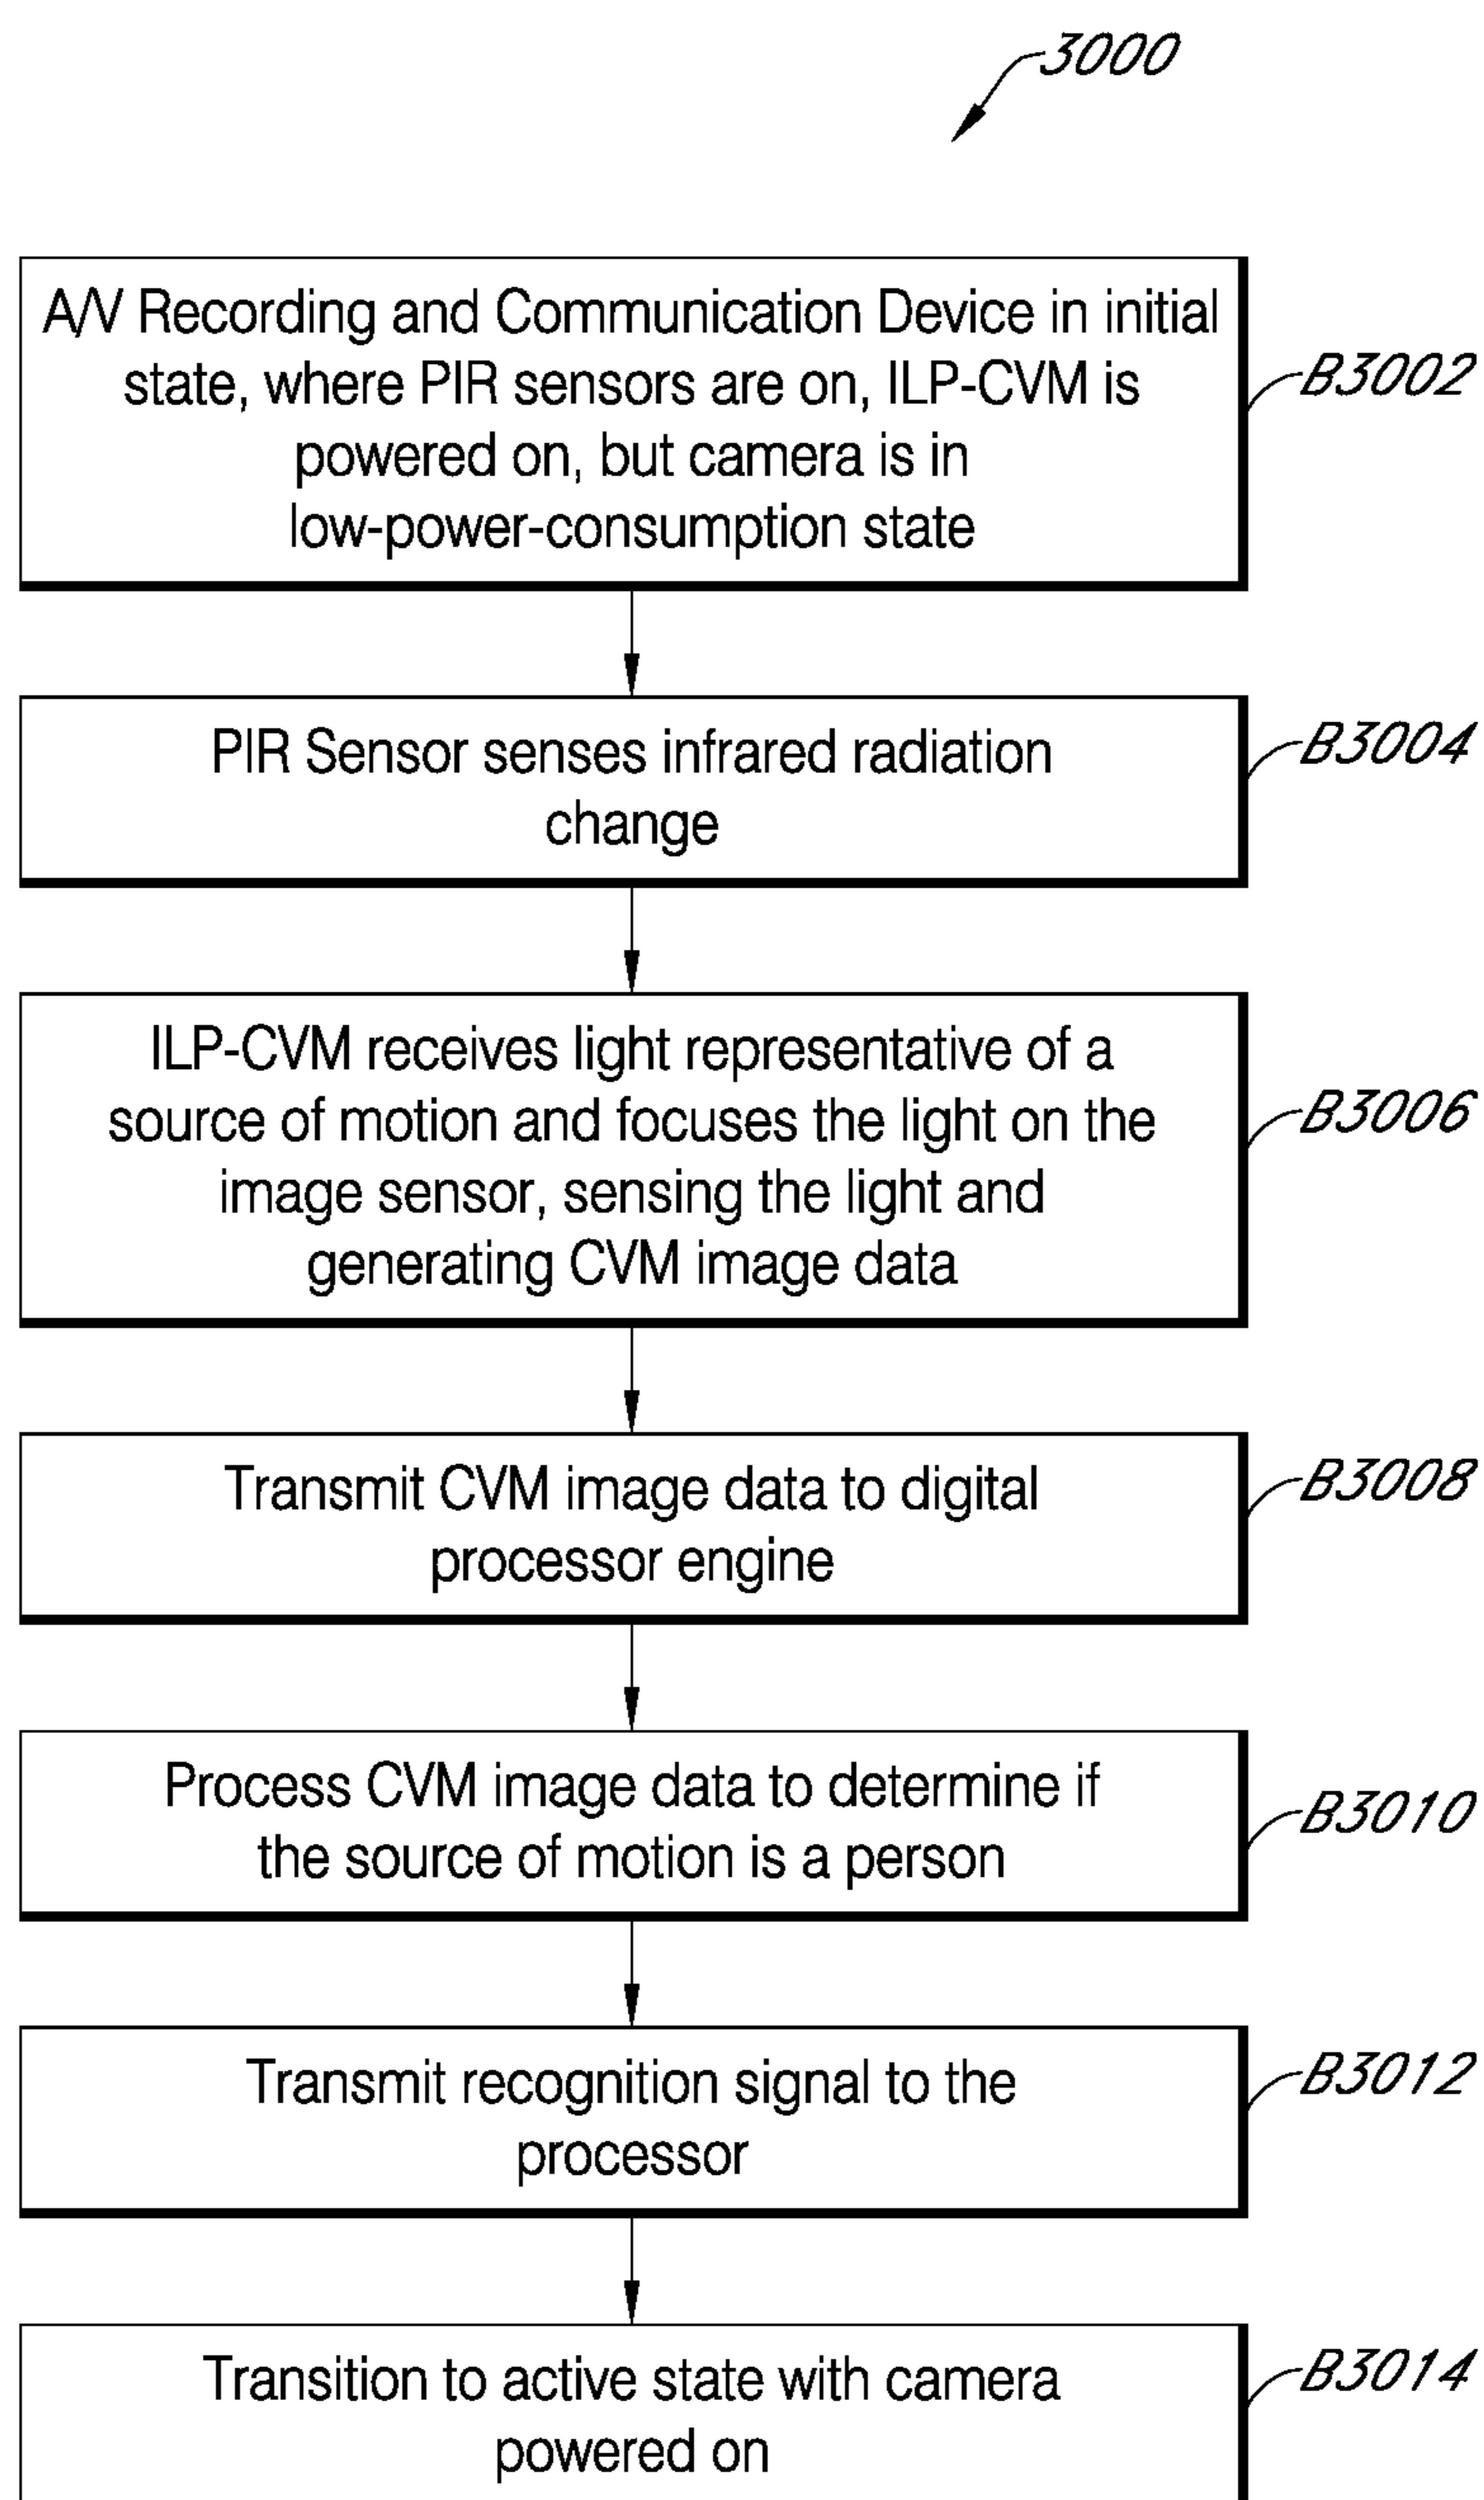 3000
A/V Recording and Communication Device in initial
state, where PIR sensors are on, ILP-CVM is
powered on, but camera is in
low-power-consumption state
B3002
PIR Sensor senses infrared radiation
change
B3004
ILP-CVM receives light representative of a
source of motion and focuses the light on the
image sensor, sensing the light and
generating CVM image data
B3006
Transmit CVM image data to digital
processor engine
B3008
Process CVM image data to determine if
the source of motion is a person
B3010
Transmit recognition signal to the
processor
B3012
Transition to active state with camera
powered on
B3014